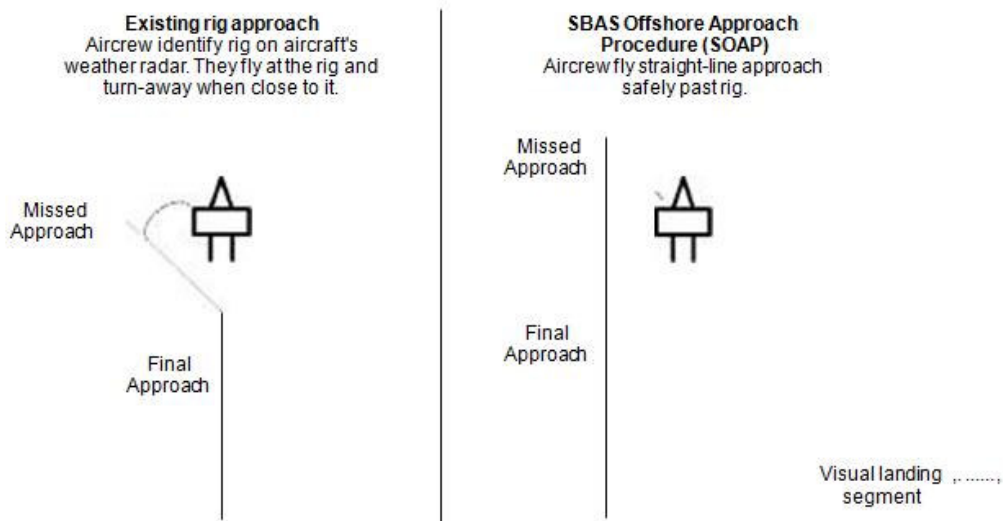 Existing rig approach
Aircrew identify rig on aircraft's
weather radar. They fly at the rig and
turn-away when close to it.
Missed
Approach
Final
Approach
SBAS Offshore Approach
Procedure (SOAP)
Aircrew fly straight-line approach
safely past rig.
Missed
Approach
Final
Approach
Visual landing ,. ......,
segment